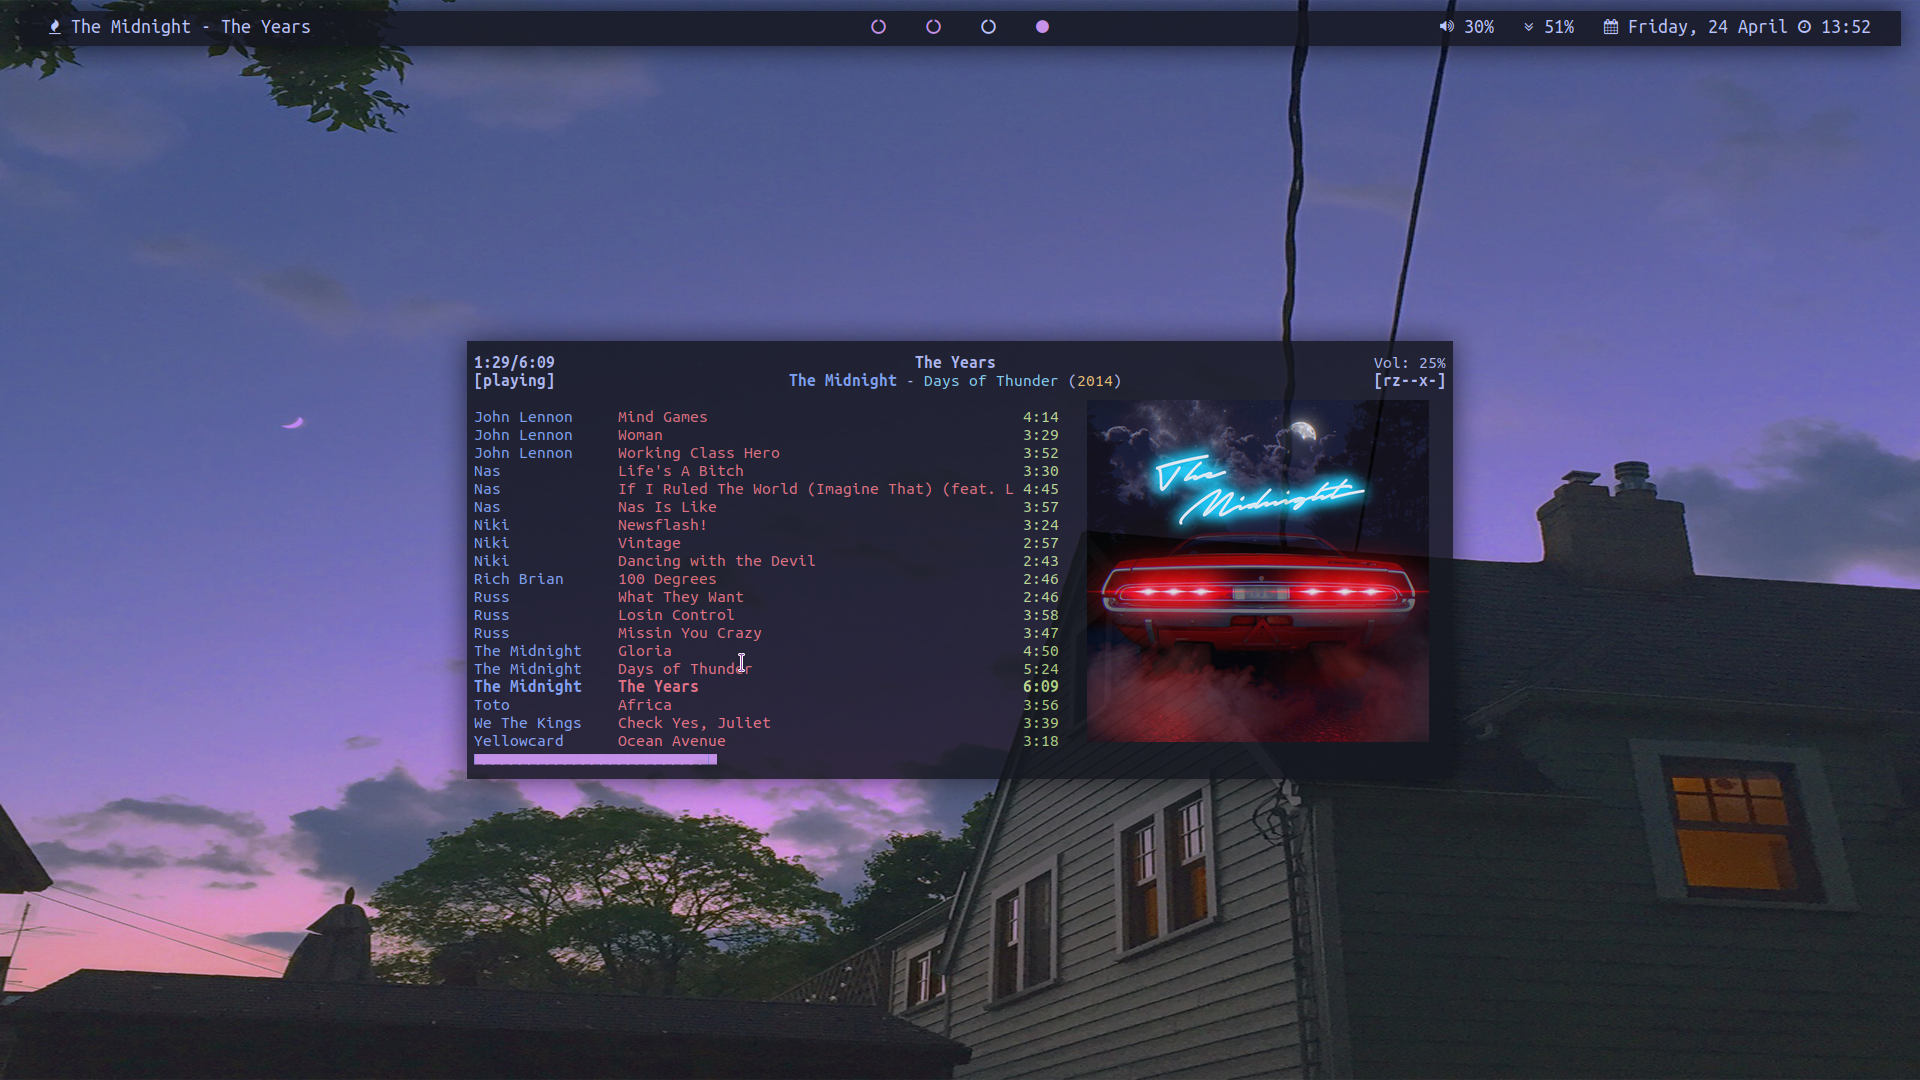 The Midnight - The Years
30% 51% Friday, 24 April 13:52
1:29/6:09 The Years Vol: 25%
[playing] The Midnight - Days of Thunder (2014) [rz--x-]
John Lennon Mind Games 4:14
John Lennon Woman 3:29
John Lennon Working Class Hero 3:52
Nas Life's A Bitch 3:30
Nas If I Ruled The World (Imagine That) (feat. L 4:45
Nas Nas Is Like 3:57
Niki Newsflash! 3:24
Niki Vintage 2:57
Niki Dancing with the Devil 2:43
Rich Brian 100 Degrees 2:46
Russ What They Want 2:46
Russ Losin Control 3:58
Russ Missin You Crazy 3:47
The Midnight Gloria 4:50
The Midnight Days of Thunder 5:24
The Midnight The Years 6:09
Toto Africa 3:56
We The Kings Check Yes, Juliet 3:39
Yellowcard Ocean Avenue 3:18
The
Midnight